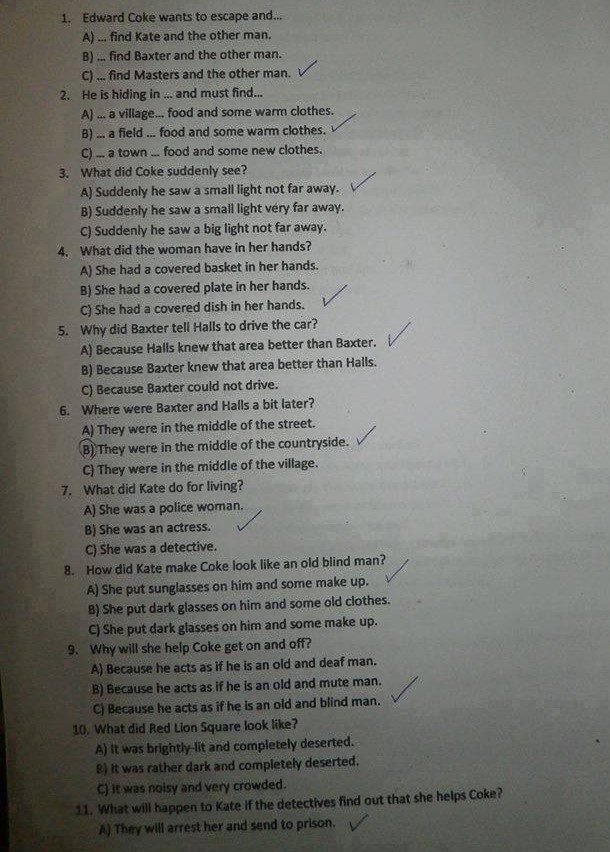 1. Edward Coke wants to escape and...
A) ... find Kate and the other man.
B) ... find Baxter and the other man.
C) ... find Masters and the other man.
2. He is hiding in ... and must find...
A) ... a village... food and some warm clothes.
B) ... a field ... food and some warm clothes.
C) ... a town ... food and some new clothes.
3. What did Coke suddenly see?
A) Suddenly he saw a small light not far away.
B) Suddenly he saw a small light very far away.
C) Suddenly he saw a big light not far away.
4. What did the woman have in her hands?
A) She had a covered basket in her hands.
B) She had a covered plate in her hands.
C) She had a covered dish in her hands.
5. Why did Baxter tell Halls to drive the car?
A) Because Halls knew that area better than Baxter.
B) Because Baxter knew that area better than Halls.
C) Because Baxter could not drive.
6. Where were Baxter and Halls a bit later?
A) They were in the middle of the street.
B) They were in the middle of the countryside.
C) They were in the middle of the village.
7. What did Kate do for living?
A) She was a police woman.
B) She was an actress.
C) She was a detective.
8. How did Kate make Coke look like an old blind man?
A) She put sunglasses on him and some make up.
B) She put dark glasses on him and some old clothes.
C) She put dark glasses on him and some make up.
9. Why will she help Coke get on and off?
A) Because he acts as if he is an old and deaf man.
B) Because he acts as if he is an old and mute man.
C) Because he acts as if he is an old and blind man.
10. What did Red Lion Square look like?
A) It was brightly-lit and completely deserted.
B) It was rather dark and completely deserted.
C) It was noisy and very crowded.
11. What will happen to Kate if the detectives find out that she helps Coke?
A) They will arrest her and send to prison.